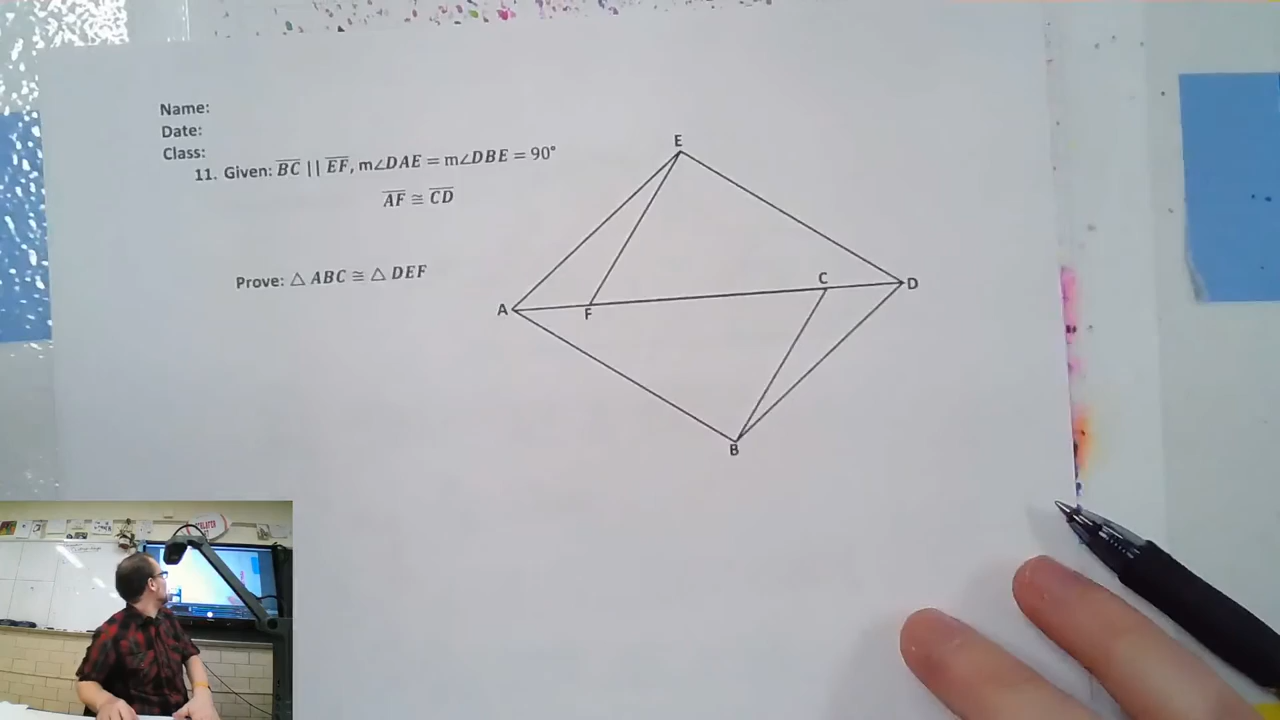 Name:
Date:
Class:
11. Given: BC || EF, m∠DAE = m∠DBE = 90°
AF ≅ CD
Prove: △ ABC ≅ △ DEF
E
C
D
A
F
B